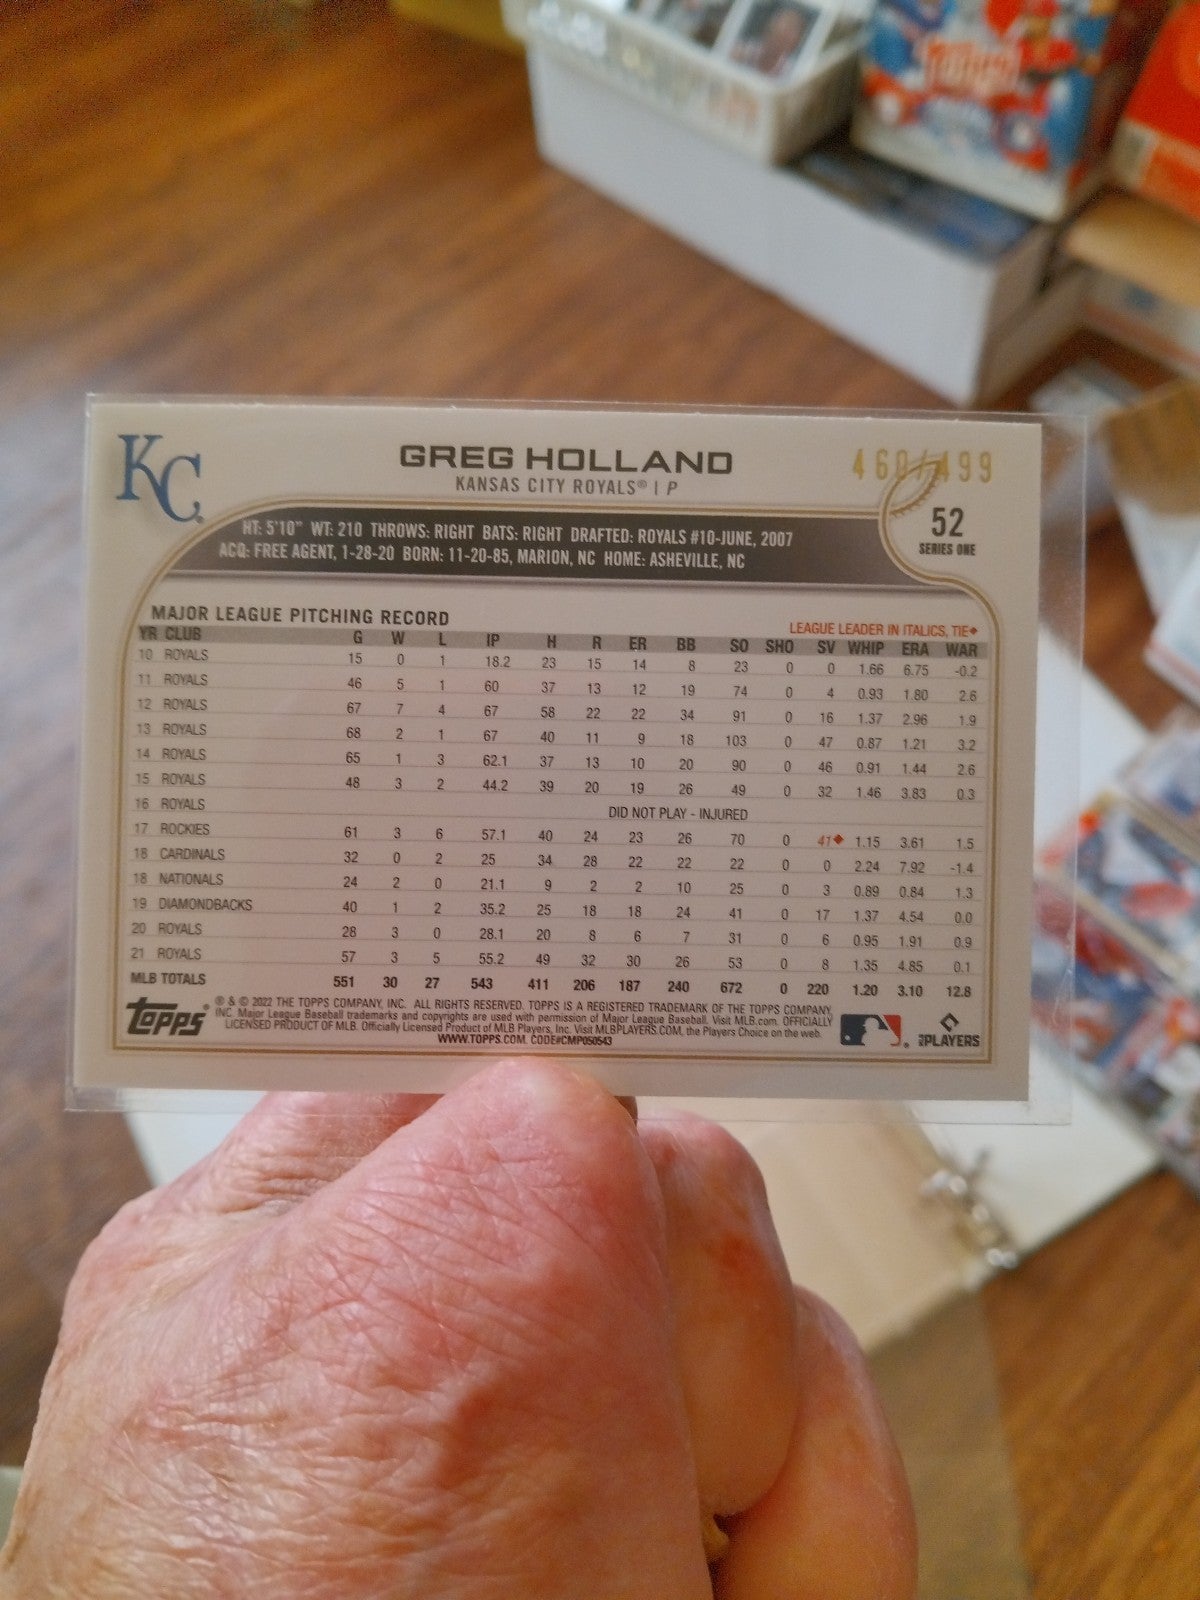 KC
GREG HOLLAND
KANSAS CITY ROYALS® | P
460/499
52
SERIES ONE
HT: 5'10" WT: 210 THROWS: RIGHT BATS: RIGHT DRAFTED: ROYALS #10-JUNE, 2007
ACQ: FREE AGENT, 1-28-20 BORN: 11-20-85, MARION, NC HOME: ASHEVILLE, NC
MAJOR LEAGUE PITCHING RECORD
LEAGUE LEADER IN ITALICS, TIE◆
YR CLUB G W L IP H R ER BB SO SHO SV WHIP ERA WAR
10 ROYALS 15 0 1 18.2 23 15 14 8 23 0 0 1.66 6.75 -0.2
11 ROYALS 46 5 1 60 37 13 12 19 74 0 4 0.93 1.80 2.6
12 ROYALS 67 7 4 67 58 22 22 34 91 0 16 1.37 2.96 1.9
13 ROYALS 68 2 1 67 40 11 9 18 103 0 47 0.87 1.21 3.2
14 ROYALS 65 1 3 62.1 37 13 10 20 90 0 46 0.91 1.44 2.6
15 ROYALS 48 3 2 44.2 39 20 19 26 49 0 32 1.46 3.83 0.3
16 ROYALS DID NOT PLAY - INJURED
17 ROCKIES 61 3 6 57.1 40 24 23 26 70 0 41◆ 1.15 3.61 1.5
18 CARDINALS 32 0 2 25 34 28 22 22 22 0 0 2.24 7.92 -1.4
18 NATIONALS 24 2 0 21.1 9 2 2 10 25 0 3 0.89 0.84 1.3
19 DIAMONDBACKS 40 1 2 35.2 25 18 18 24 41 0 17 1.37 4.54 0.0
20 ROYALS 28 3 0 28.1 20 8 6 7 31 0 6 0.95 1.91 0.9
21 ROYALS 57 3 5 55.2 49 32 30 26 53 0 8 1.35 4.85 0.1
MLB TOTALS 551 30 27 543 411 206 187 240 672 0 220 1.20 3.10 12.8
Topps
® & © 2022 THE TOPPS COMPANY, INC. ALL RIGHTS RESERVED. TOPPS IS A REGISTERED TRADEMARK OF THE TOPPS COMPANY,
INC. Major League Baseball trademarks and copyrights are used with permission of Major League Baseball. Visit MLB.com. OFFICIALLY
LICENSED PRODUCT OF MLB. Officially Licensed Product of MLB Players, Inc. Visit MLBPLAYERS.COM, the Players Choice on the web.
WWW.TOPPS.COM. CODE#CMP050543
PLAYERS